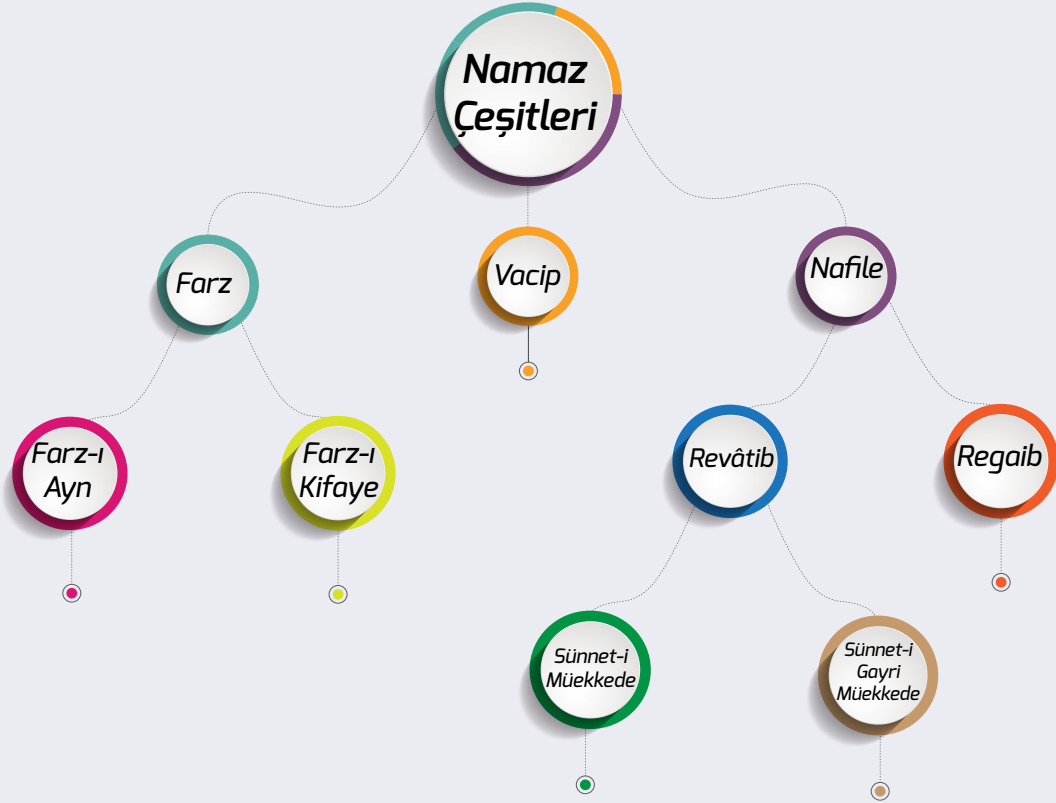 Namaz
Çeşitleri
Farz
Vacip
Nafile
Farz-ı
Ayn
Farz-ı
Kifaye
Revâtib
Regaib
Sünnet-i
Müekkede
Sünnet-i
Gayri
Müekkede